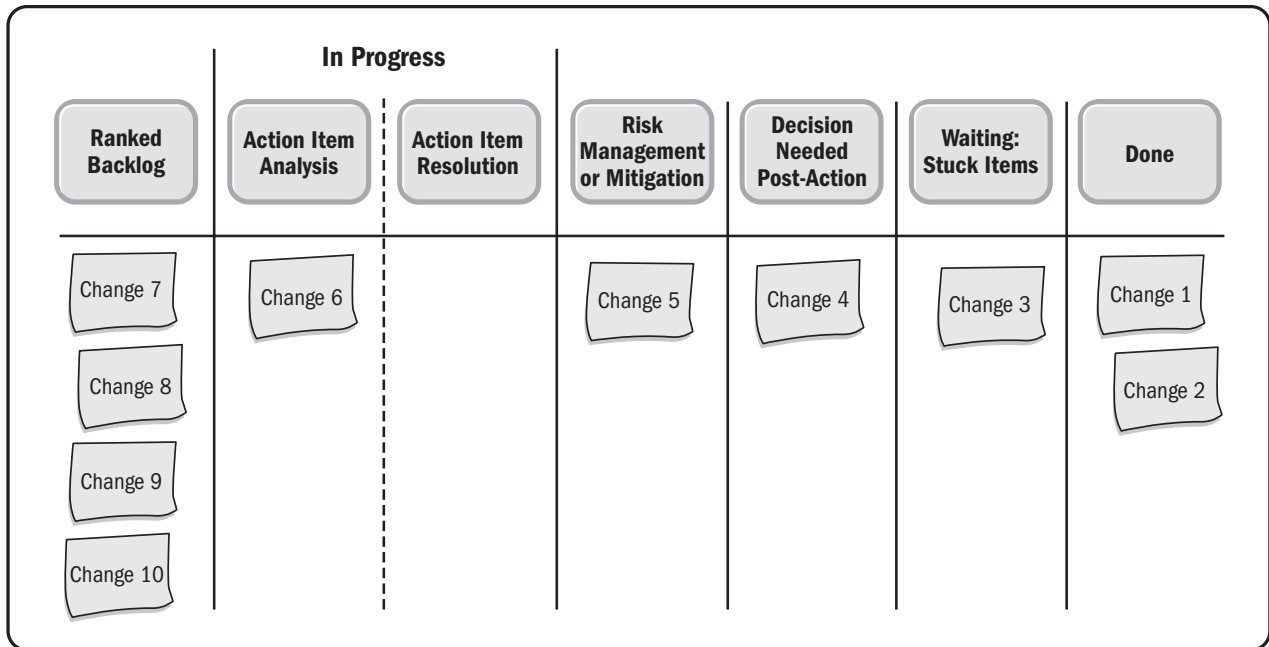 In Progress
Ranked
Backlog
Action Item
Analysis
Action Item
Resolution
Risk
Management
or Mitigation
Decision
Needed
Post-Action
Waiting:
Stuck Items
Done
Change 7
Change 8
Change 9
Change 10
Change 6
Change 5
Change 4
Change 3
Change 1
Change 2